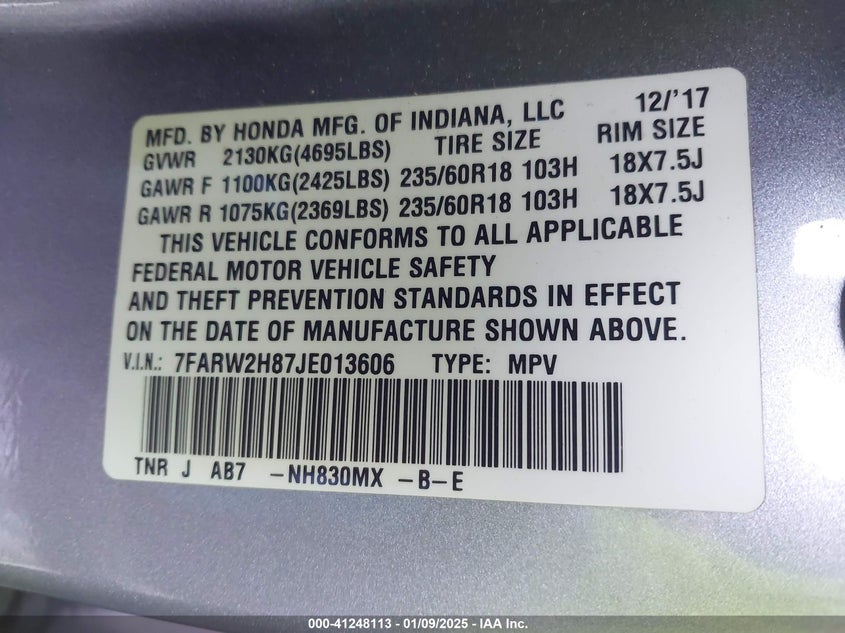 MFD. BY HONDA MFG. OF INDIANA, LLC 12/'17
GVWR 2130KG(4695LBS) TIRE SIZE RIM SIZE
GAWR F 1100KG(2425LBS) 235/60R18 103H 18X7.5J
GAWR R 1075KG(2369LBS) 235/60R18 103H 18X7.5J
THIS VEHICLE CONFORMS TO ALL APPLICABLE
FEDERAL MOTOR VEHICLE SAFETY
AND THEFT PREVENTION STANDARDS IN EFFECT
ON THE DATE OF MANUFACTURE SHOWN ABOVE.
V.I.N.: 7FARW2H87JE013606 TYPE: MPV
TNR J AB7 -NH830MX -B-E
000-41248113 - 01/09/2025 - IAA Inc.